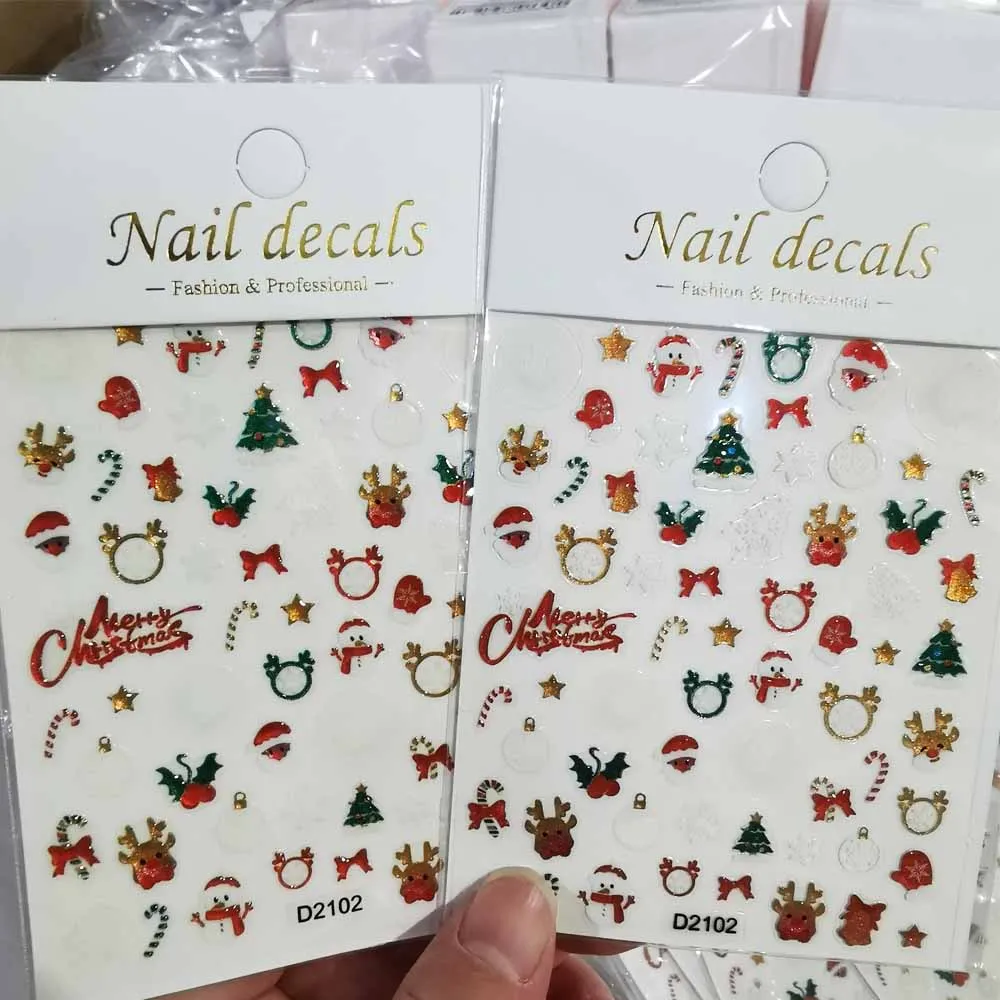 Nail decals
— Fashion & Professional —
Merry
Christmas
D2102
Nail decals
— Fashion & Professional —
Merry
Christmas
D2102